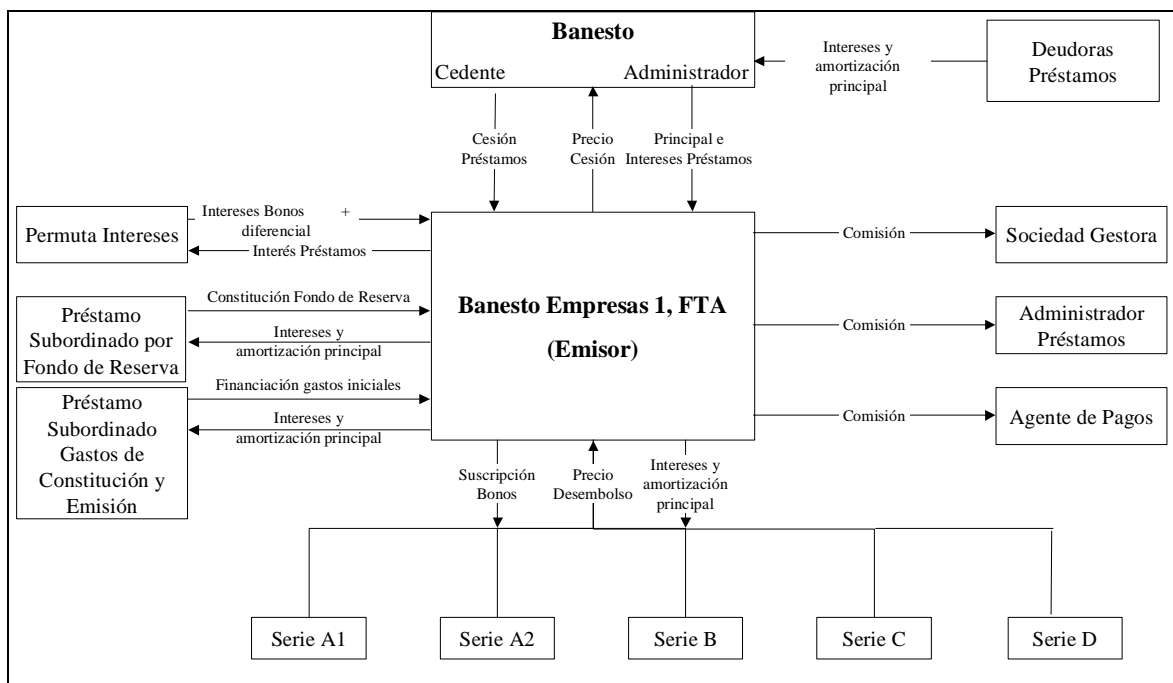 Banesto
Cedente
Administrador
Intereses y
amortización
principal
Deudoras
Préstamos
Cesión
Préstamos
Precio
Cesión
Principal e
Intereses Préstamos
Permuta Intereses
Intereses Bonos +
diferencial
Interés Préstamos
Banesto Empresas 1, FTA
(Emisor)
Comisión
Sociedad Gestora
Préstamo
Subordinado por
Fondo de Reserva
Constitución Fondo de Reserva
Intereses y
amortización principal
Comisión
Administrador
Préstamos
Préstamo
Subordinado
Gastos de
Constitución y
Emisión
Financiación gastos iniciales
Intereses y
amortización principal
Comisión
Agente de Pagos
Suscripción
Bonos
Precio
Desembolso
Intereses y
amortización
principal
Serie A1
Serie A2
Serie B
Serie C
Serie D